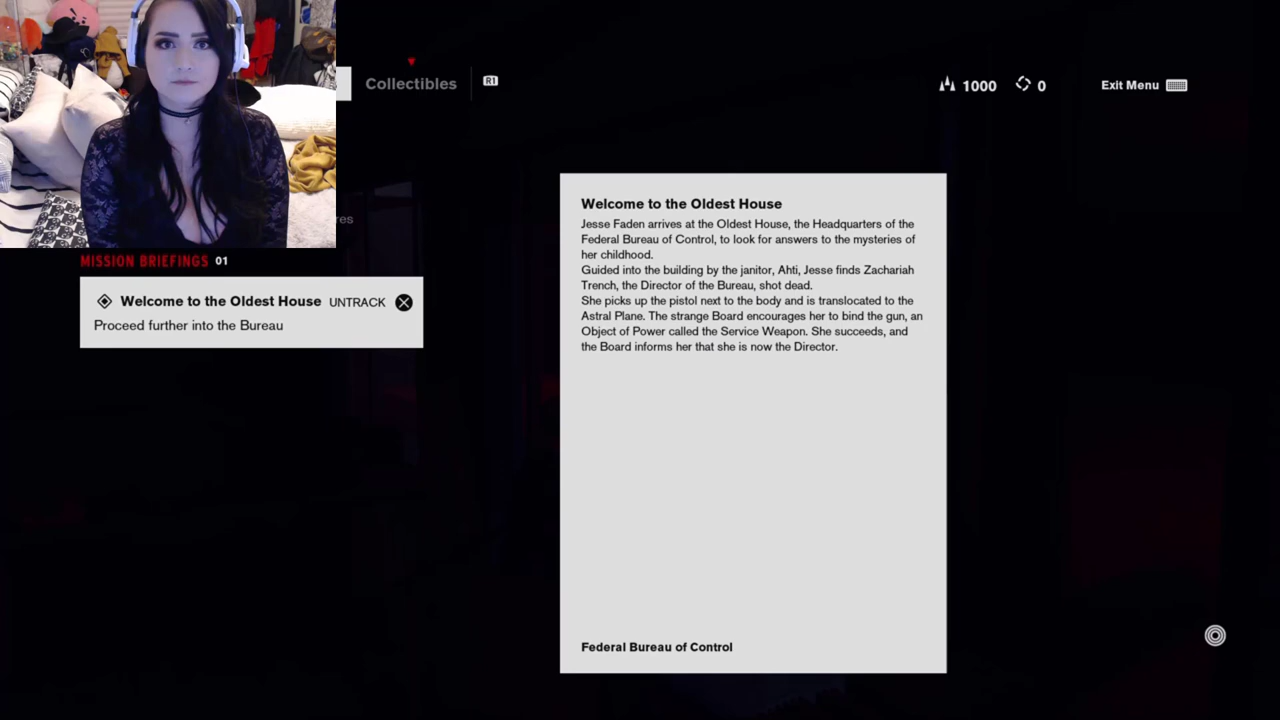 Collectibles
R1
1000
0
Exit Menu
res
MISSION BRIEFINGS 01
Welcome to the Oldest House UNTRACK
Proceed further into the Bureau
Welcome to the Oldest House
Jesse Faden arrives at the Oldest House, the Headquarters of the
Federal Bureau of Control, to look for answers to the mysteries of
her childhood.
Guided into the building by the janitor, Ahti, Jesse finds Zachariah
Trench, the Director of the Bureau, shot dead.
She picks up the pistol next to the body and is translocated to the
Astral Plane. The strange Board encourages her to bind the gun, an
Object of Power called the Service Weapon. She succeeds, and
the Board informs her that she is now the Director.
Federal Bureau of Control